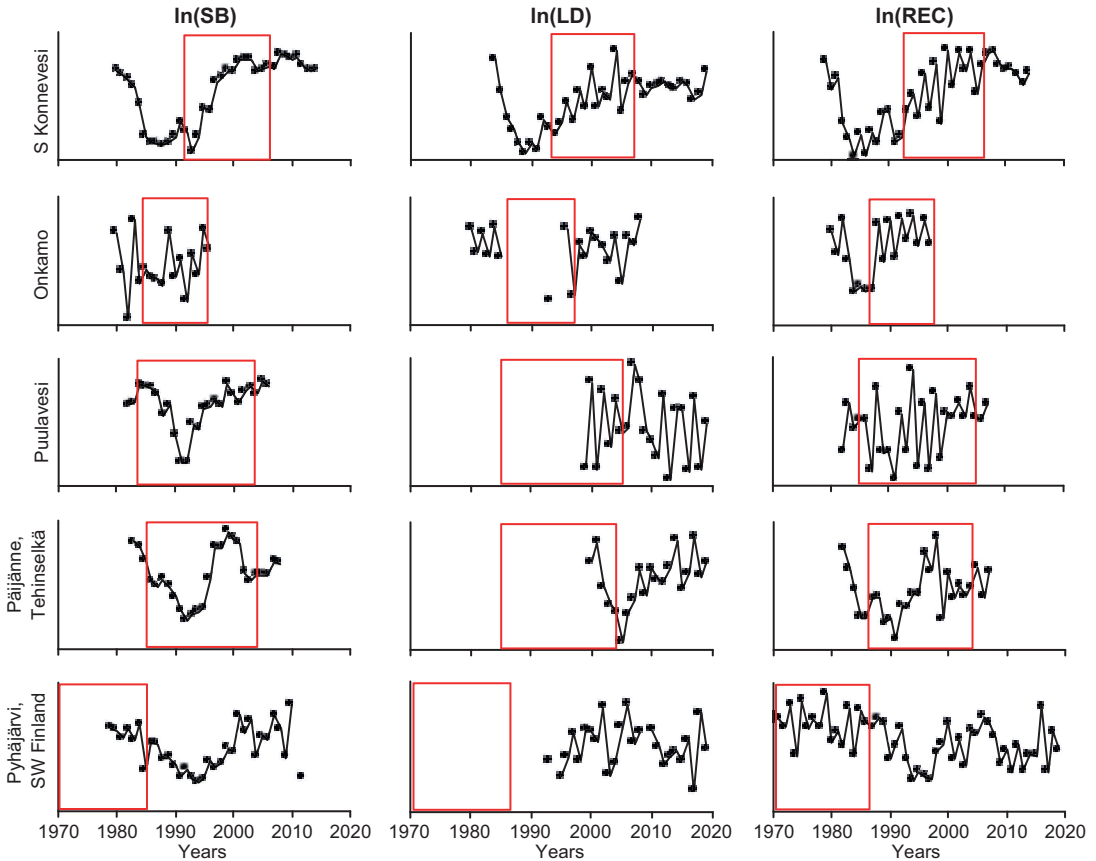 ln(SB) ln(LD) ln(REC)
S Konnevesi
Onkamo
Puulavesi
Päijänne,
Tehinselkä
Pyhäjärvi,
SW Finland
1970 1980 1990 2000 2010 2020 1970 1980 1990 2000 2010 2020 1970 1980 1990 2000 2010 2020
Years Years Years